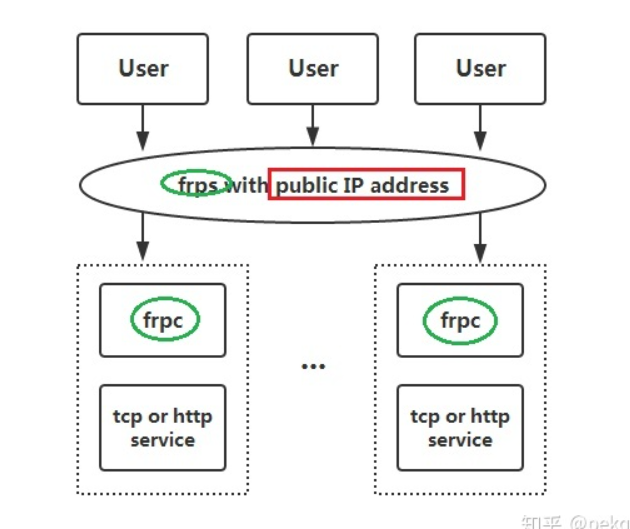 User
User
User
frps with public IP address
frpc
frpc
...
tcp or http
service
tcp or http
service
知乎 @nekq